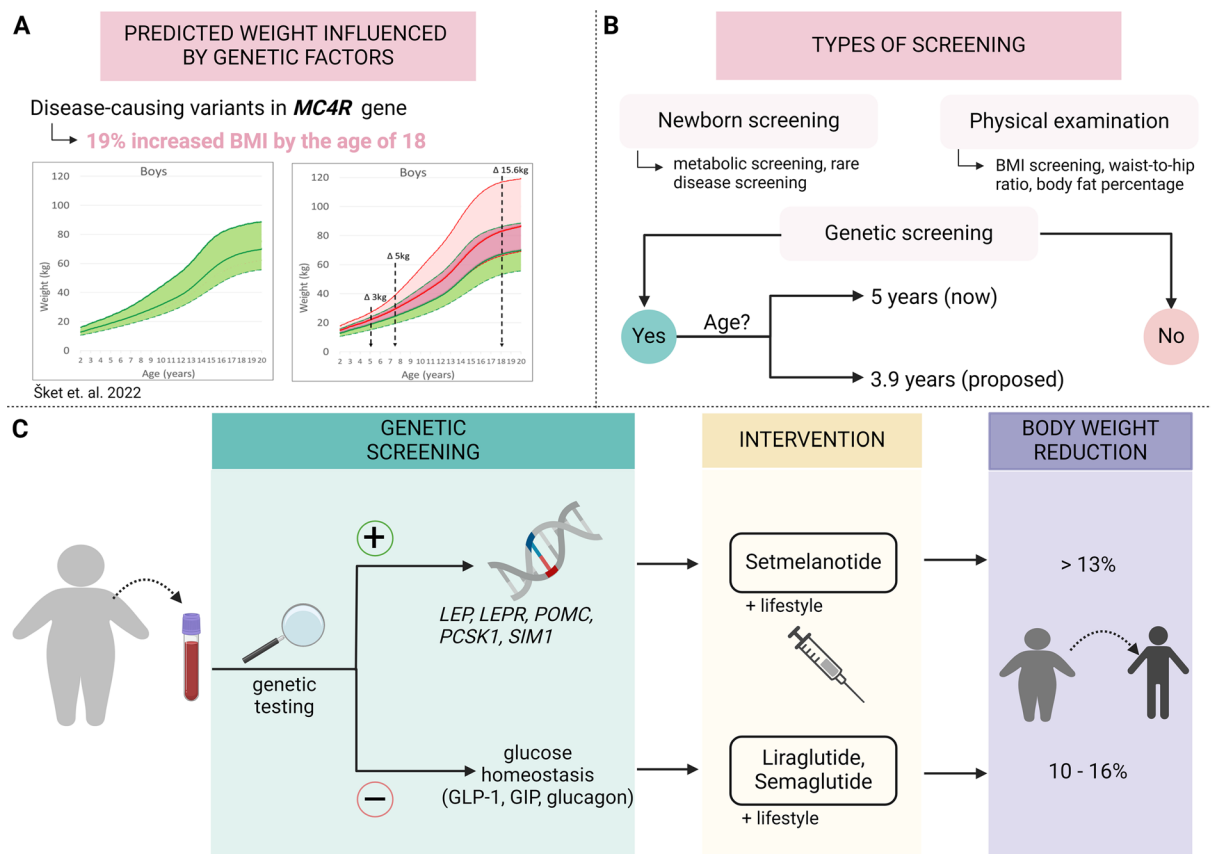 A
PREDICTED WEIGHT INFLUENCED
BY GENETIC FACTORS
Disease-causing variants in MC4R gene
19% increased BMI by the age of 18
Boys
120
100
80
60
40
20
0
Weight (kg)
2 3 4 5 6 7 8 9 10 11 12 13 14 15 16 17 18 19 20
Age (years)
Boys
120
100
80
60
40
20
0
Weight (kg)
Δ 3kg
Δ 5kg
Δ 15.6kg
2 3 4 5 6 7 8 9 10 11 12 13 14 15 16 17 18 19 20
Age (years)
Šket et. al. 2022
B
TYPES OF SCREENING
Newborn screening
metabolic screening, rare
disease screening
Physical examination
BMI screening, waist-to-hip
ratio, body fat percentage
Genetic screening
Yes
Age?
5 years (now)
3.9 years (proposed)
No
C
GENETIC
SCREENING
genetic
testing
+
LEP, LEPR, POMC,
PCSK1, SIM1
−
glucose
homeostasis
(GLP-1, GIP, glucagon)
INTERVENTION
Setmelanotide
+ lifestyle
Liraglutide,
Semaglutide
+ lifestyle
BODY WEIGHT
REDUCTION
> 13%
10 - 16%